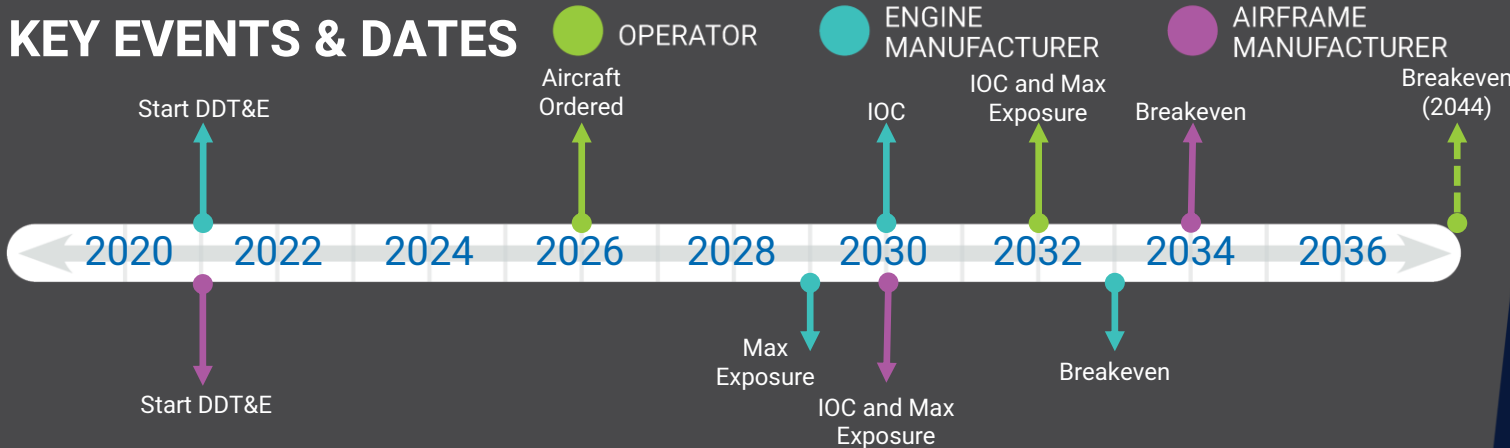 KEY EVENTS & DATES
OPERATOR
ENGINE
MANUFACTURER
AIRFRAME
MANUFACTURER
Start DDT&E
Aircraft
Ordered
IOC
IOC and Max
Exposure
Breakeven
Breakeven
(2044)
2020 2022 2024 2026 2028 2030 2032 2034 2036
Start DDT&E
Max
Exposure
IOC and Max
Exposure
Breakeven